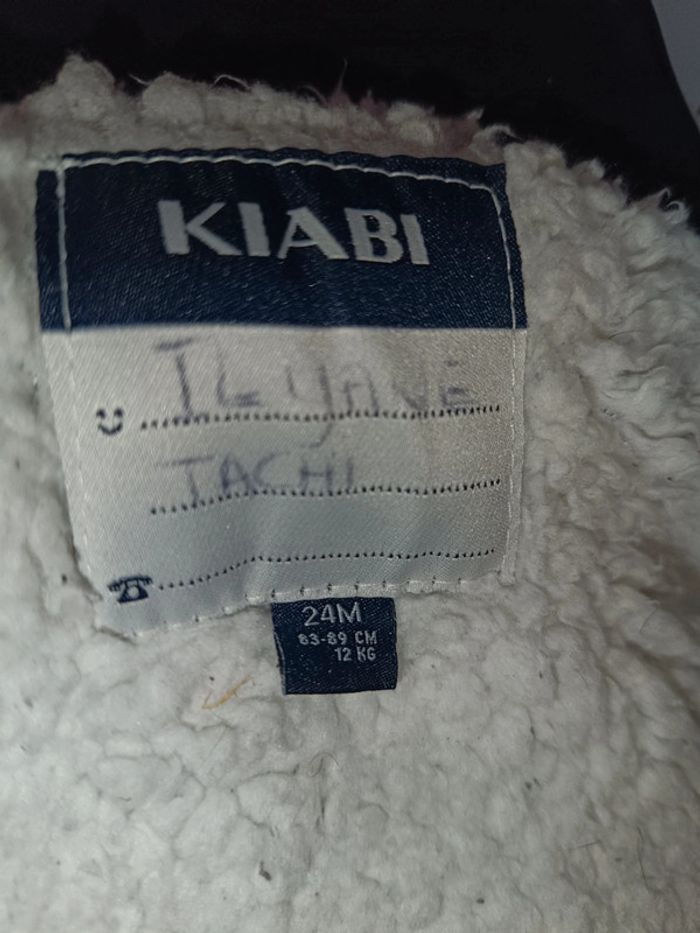 KIABI
ILYANE
TACHI
24M
83-89 CM
12 KG